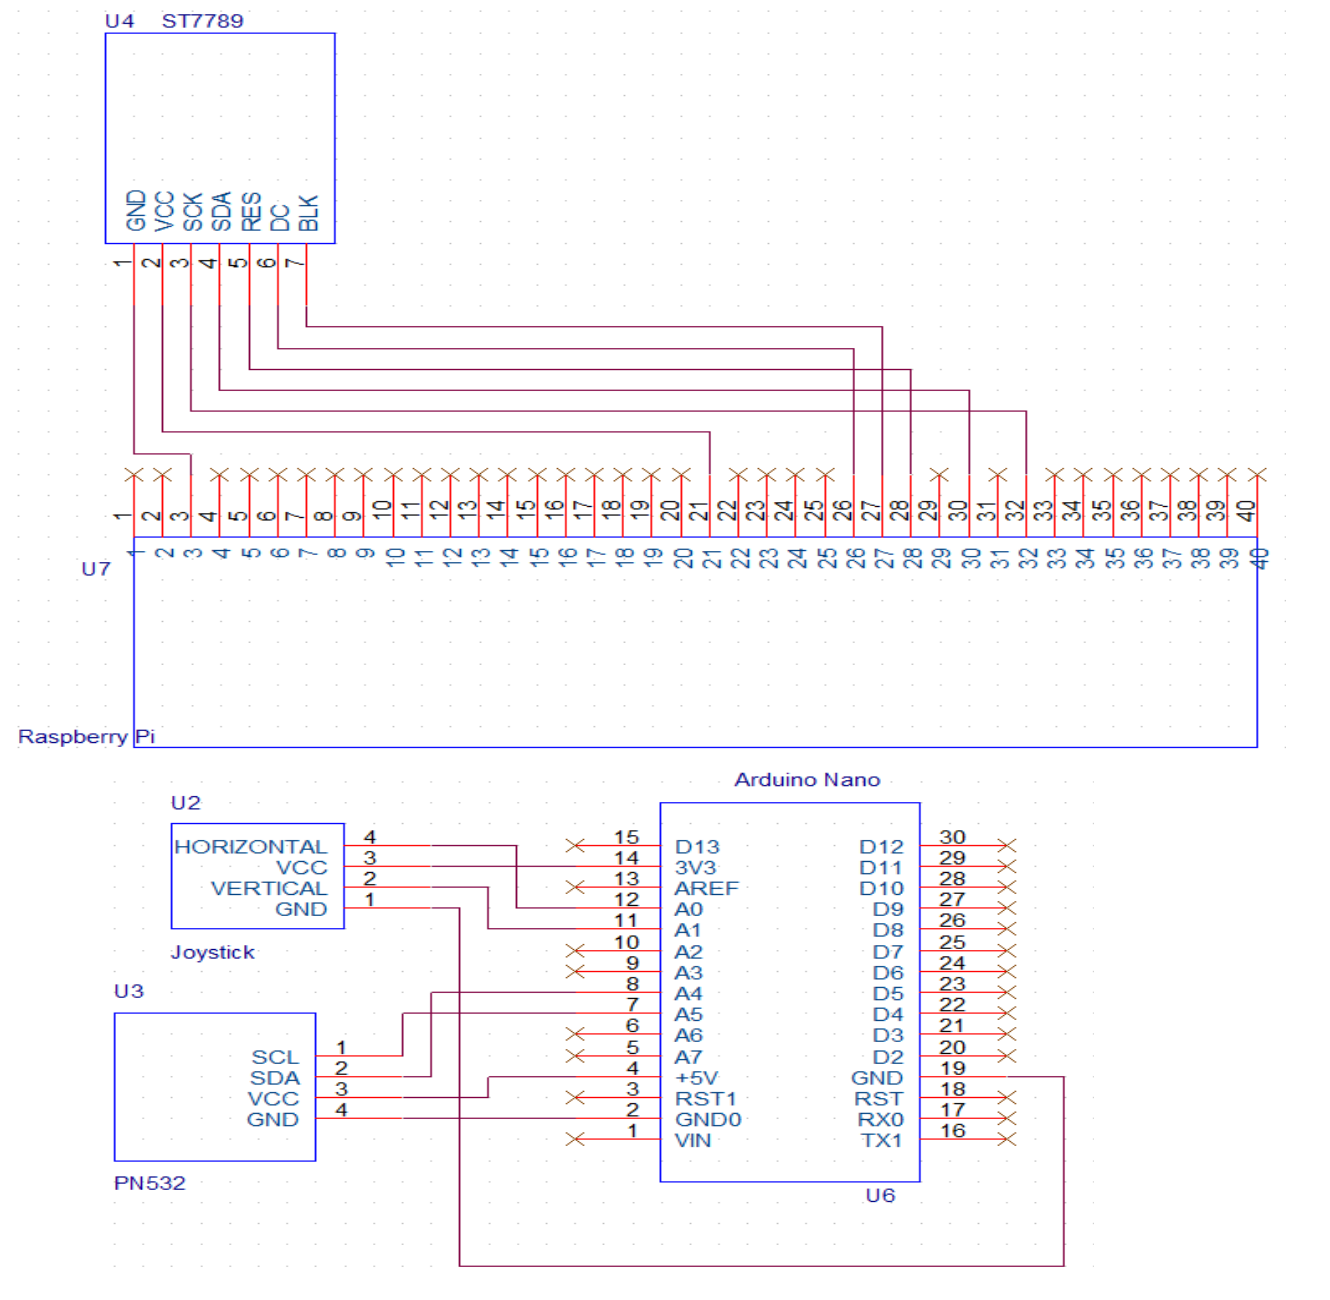 U4 ST7789
GND VCC SCK SDA RES DC BLK
1 2 3 4 5 6 7
1 2 3 4 5 6 7 8 9 10 11 12 13 14 15 16 17 18 19 20 21 22 23 24 25 26 27 28 29 30 31 32 33 34 35 36 37 38 39 40
1 2 3 4 5 6 7 8 9 10 11 12 13 14 15 16 17 18 19 20 21 22 23 24 25 26 27 28 29 30 31 32 33 34 35 36 37 38 39 40
U7
Raspberry Pi
U2
HORIZONTAL 4
VCC 3
VERTICAL 2
GND 1
Joystick
U3
SCL 1
SDA 2
VCC 3
GND 4
PN532
Arduino Nano
15 D13 D12 30
14 3V3 D11 29
13 AREF D10 28
12 A0 D9 27
11 A1 D8 26
10 A2 D7 25
9 A3 D6 24
8 A4 D5 23
7 A5 D4 22
6 A6 D3 21
5 A7 D2 20
4 +5V GND 19
3 RST1 RST 18
2 GND0 RX0 17
1 VIN TX1 16
U6